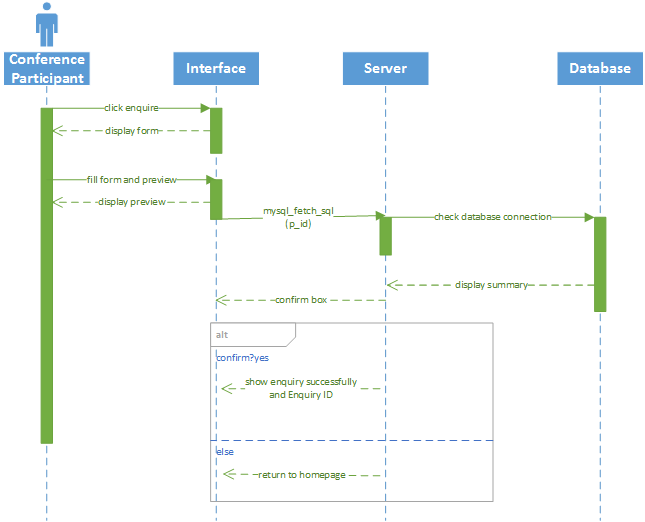 Conference
Participant
Interface
Server
Database
click enquire
display form
fill form and preview
display preview
mysql_fetch_sql
(p_id)
check database connection
display summary
confirm box
alt
confirm?yes
show enquiry successfully
and Enquiry ID
else
return to homepage